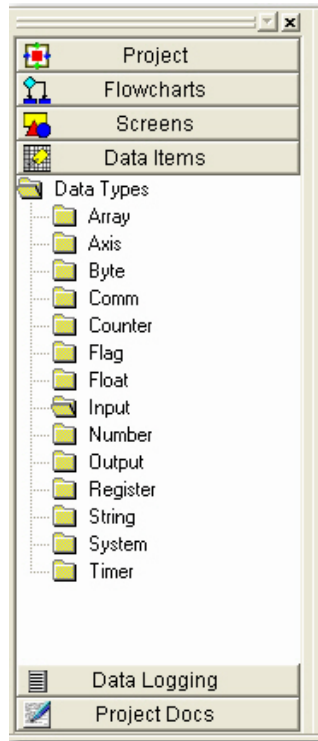 Project
Flowcharts
Screens
Data Items
Data Types
Array
Axis
Byte
Comm
Counter
Flag
Float
Input
Number
Output
Register
String
System
Timer
Data Logging
Project Docs